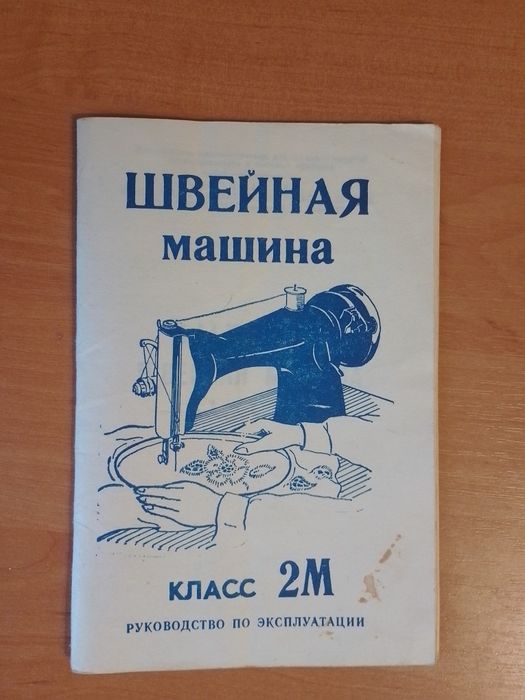 ШВЕЙНАЯ
машина
КЛАСС 2М
РУКОВОДСТВО ПО ЭКСПЛУАТАЦИИ